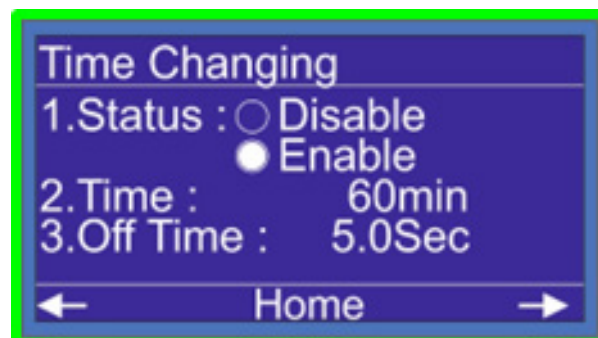 Time Changing
1.Status : ○ Disable
● Enable
2.Time : 60min
3.Off Time : 5.0Sec
← Home →